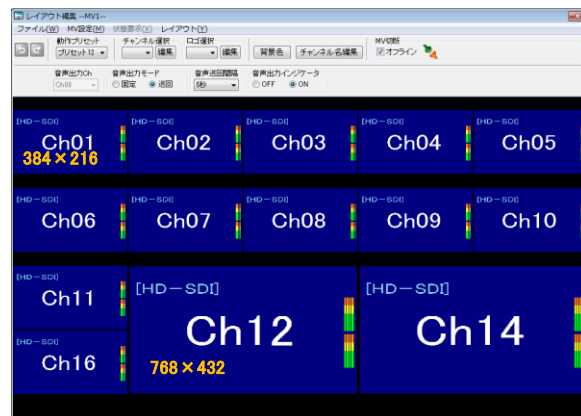 レイアウト編集 --MV1--
ファイル(W) MV設定(M) 状態要求(X) レイアウト(Y)
動作プリセット チャンネル選択 ロゴ選択 MV切断
プリセット12 編集 編集 背景色 チャンネル名編集 オフライン
音声出力Ch 音声出力モード 音声巡回間隔 音声出力インジケータ
Ch08 固定 巡回 5秒 OFF ON
[HD-SDI] [HD-SDI] [HD-SDI] [HD-SDI] [HD-SDI]
Ch01 Ch02 Ch03 Ch04 Ch05
384×216
[HD-SDI] [HD-SDI] [HD-SDI] [HD-SDI] [HD-SDI]
Ch06 Ch07 Ch08 Ch09 Ch10
[HD-SDI]
Ch11
[HD-SDI] [HD-SDI]
Ch12 Ch14
768×432
[HD-SDI]
Ch16